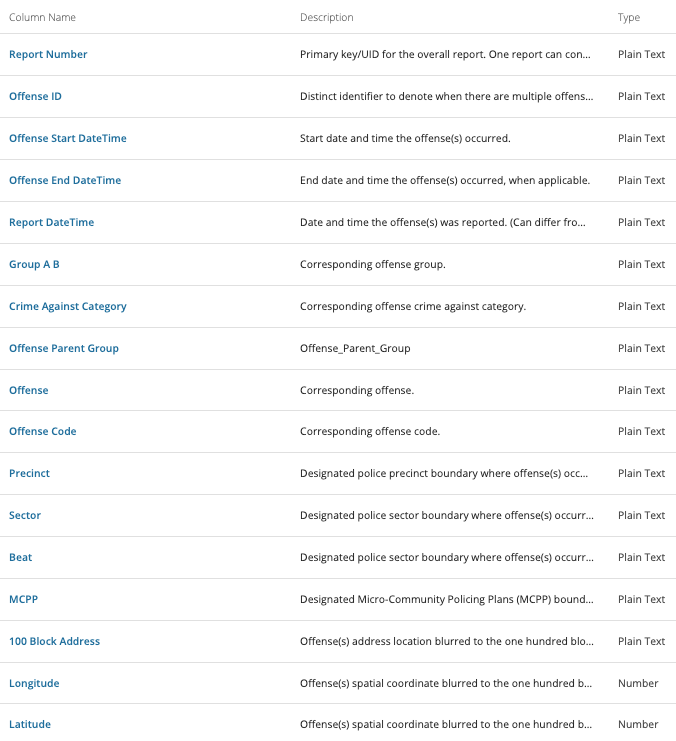 Column Name Description Type
Report Number Primary key/UID for the overall report. One report can con... Plain Text
Offense ID Distinct identifier to denote when there are multiple offens... Plain Text
Offense Start DateTime Start date and time the offense(s) occurred. Plain Text
Offense End DateTime End date and time the offense(s) occurred, when applicable. Plain Text
Report DateTime Date and time the offense(s) was reported. (Can differ fro... Plain Text
Group A B Corresponding offense group. Plain Text
Crime Against Category Corresponding offense crime against category. Plain Text
Offense Parent Group Offense_Parent_Group Plain Text
Offense Corresponding offense. Plain Text
Offense Code Corresponding offense code. Plain Text
Precinct Designated police precinct boundary where offense(s) occ... Plain Text
Sector Designated police sector boundary where offense(s) occurr... Plain Text
Beat Designated police sector boundary where offense(s) occurr... Plain Text
MCPP Designated Micro-Community Policing Plans (MCPP) bound... Plain Text
100 Block Address Offense(s) address location blurred to the one hundred blo... Plain Text
Longitude Offense(s) spatial coordinate blurred to the one hundred b... Number
Latitude Offense(s) spatial coordinate blurred to the one hundred b... Number